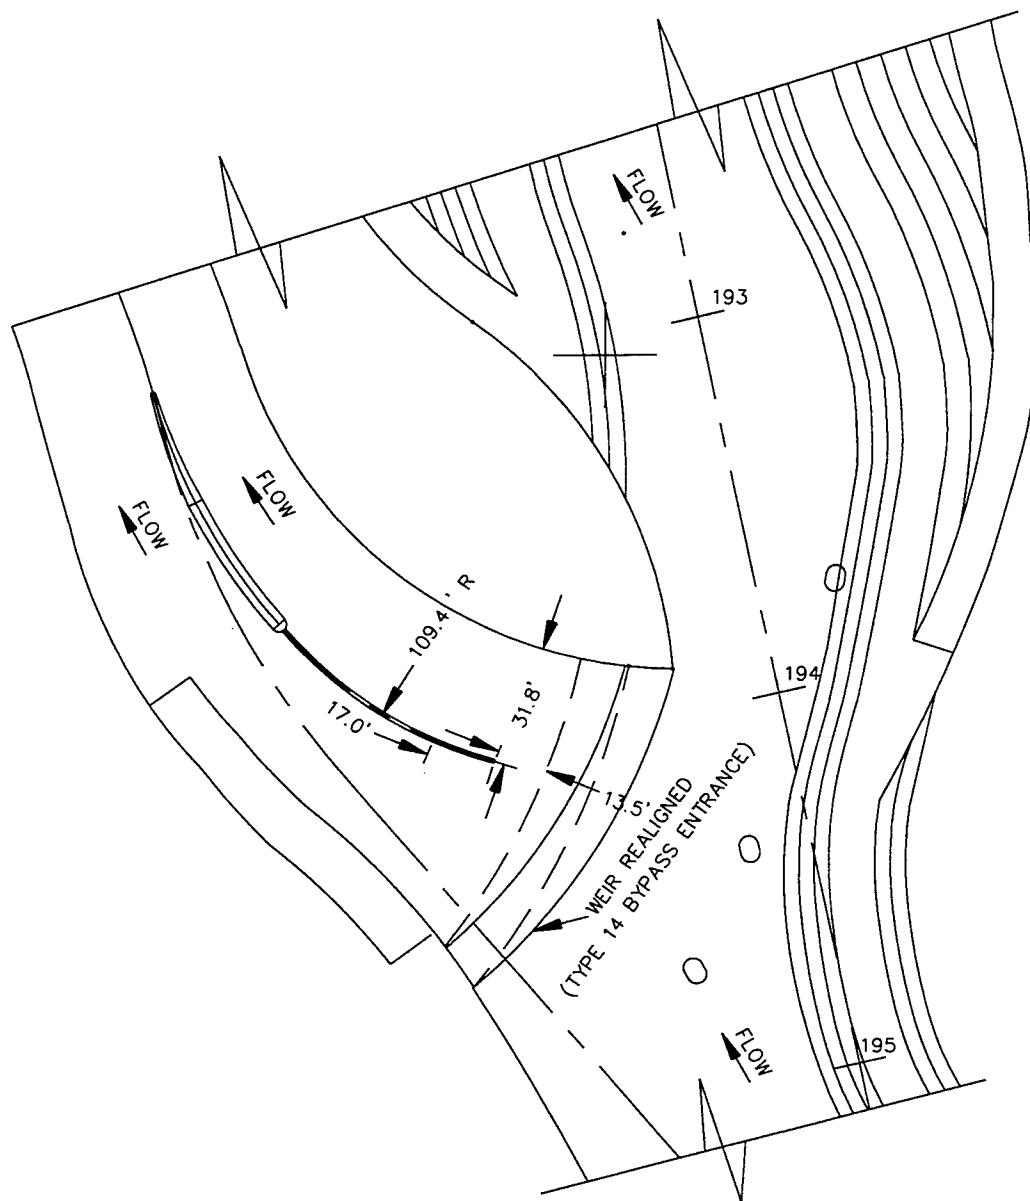 FLOW
193
FLOW
FLOW
109.4' R
194
31.8'
17.0'
13.5'
WEIR REALIGNED
(TYPE 14 BYPASS ENTRANCE)
FLOW
195